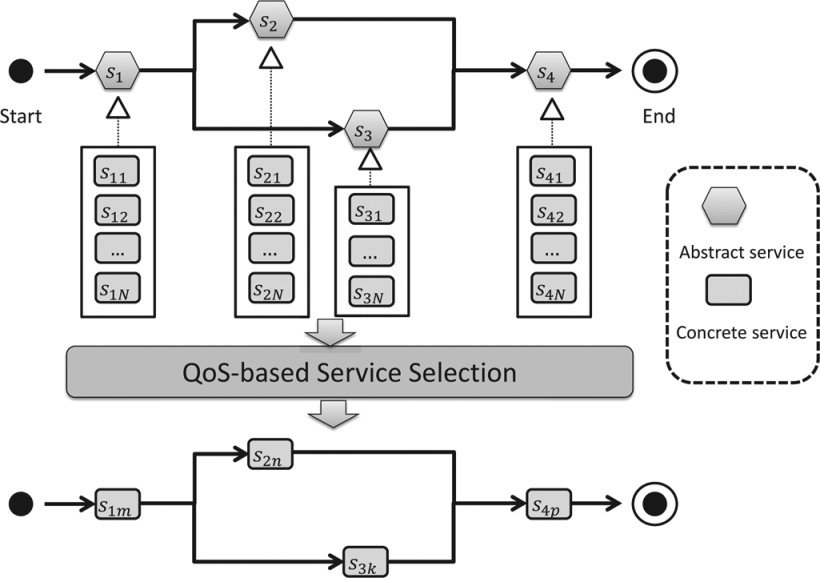 s2
s1
s4
Start
s3
End
s11
s12
...
s1N
s21
s22
...
s2N
s31
...
s3N
s41
s42
...
s4N
Abstract service
Concrete service
QoS-based Service Selection
s2n
s1m
s4p
s3k